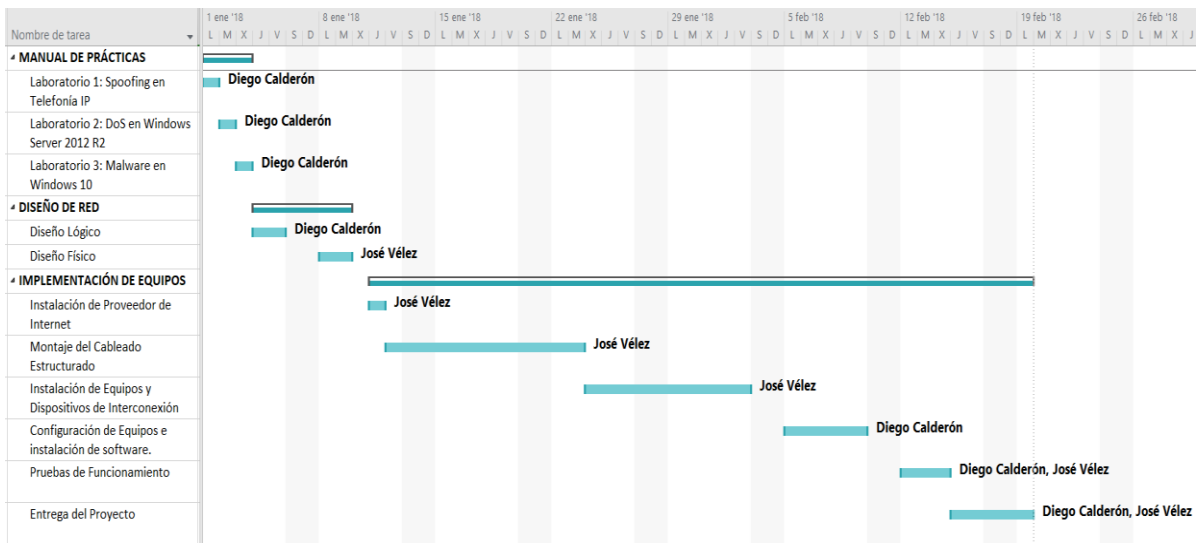 1 ene '18 8 ene '18 15 ene '18 22 ene '18 29 ene '18 5 feb '18 12 feb '18 19 feb '18 26 feb '18
Nombre de tarea L M X J V S D L M X J V S D L M X J V S D L M X J V S D L M X J V S D L M X J V S D L M X J V S D L M X J V S D L M X J
MANUAL DE PRÁCTICAS
Laboratorio 1: Spoofing en Diego Calderón
Telefonía IP
Laboratorio 2: DoS en Windows Diego Calderón
Server 2012 R2
Laboratorio 3: Malware en Diego Calderón
Windows 10
DISEÑO DE RED
Diseño Lógico Diego Calderón
Diseño Físico José Vélez
IMPLEMENTACIÓN DE EQUIPOS
Instalación de Proveedor de José Vélez
Internet
Montaje del Cableado José Vélez
Estructurado
Instalación de Equipos y José Vélez
Dispositivos de Interconexión
Configuración de Equipos e Diego Calderón
instalación de software.
Pruebas de Funcionamiento Diego Calderón, José Vélez
Entrega del Proyecto Diego Calderón, José Vélez